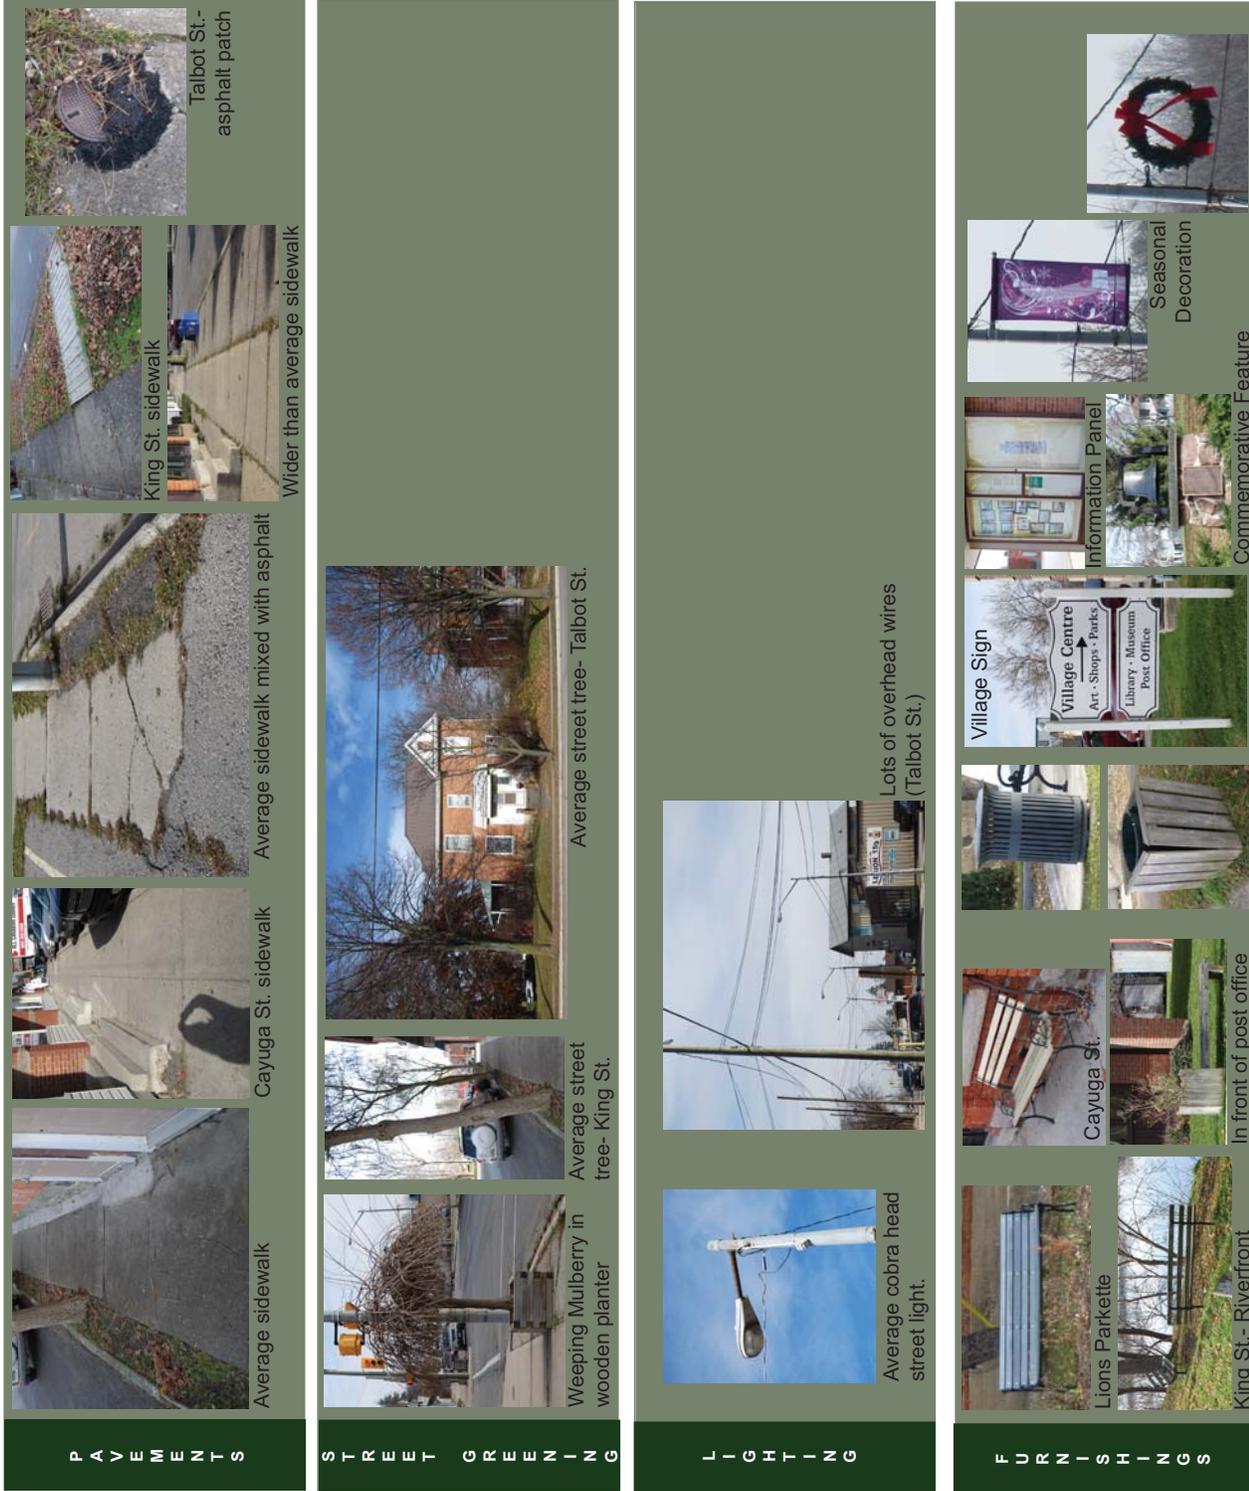 PAVEMENTS
Average sidewalk
Cayuga St. sidewalk
Average sidewalk mixed with asphalt
King St. sidewalk
Wider than average sidewalk
Talbot St.-
asphalt patch
STREET GREENING
Weeping Mulberry in
wooden planter
Average street
tree- King St.
Average street tree- Talbot St.
LIGHTING
Average cobra head
street light.
Lots of overhead wires
(Talbot St.)
FURNISHINGS
Lions Parkette
King St.- Riverfront
Cayuga St.
In front of post office
Village Sign
Village Centre
Art · Shops · Parks
Library · Museum
Post Office
Information Panel
Commemorative Feature
Seasonal
Decoration